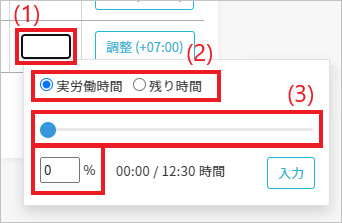 (1)
調整 (+07:00)
(2)
実労働時間 残り時間
(3)
0 % 00:00 / 12:30 時間 入力